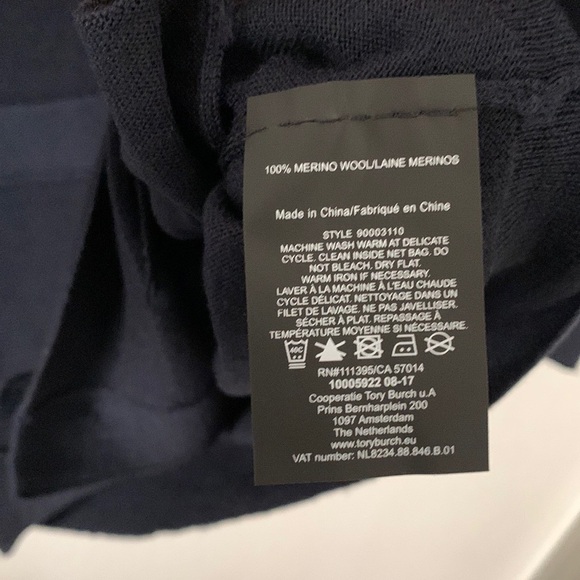 100% MERINO WOOL/LAINE MERINOS
Made in China/Fabriqué en Chine
STYLE 90003110
MACHINE WASH WARM AT DELICATE
CYCLE. CLEAN INSIDE NET BAG. DO
NOT BLEACH. DRY FLAT.
WARM IRON IF NECESSARY.
LAVER À LA MACHINE À L'EAU CHAUDE
CYCLE DÉLICAT. NETTOYAGE DANS UN
FILET DE LAVAGE. NE PAS JAVELLISER.
SÉCHER À PLAT. REPASSAGE À
TEMPÉRATURE MOYENNE SI NÉCESSAIRE.
40C
RN#111395/CA 57014
10005922 08-17
Cooperatie Tory Burch u.A
Prins Bernharplein 200
1097 Amsterdam
The Netherlands
www.toryburch.eu
VAT number: NL8234.88.846.B.01